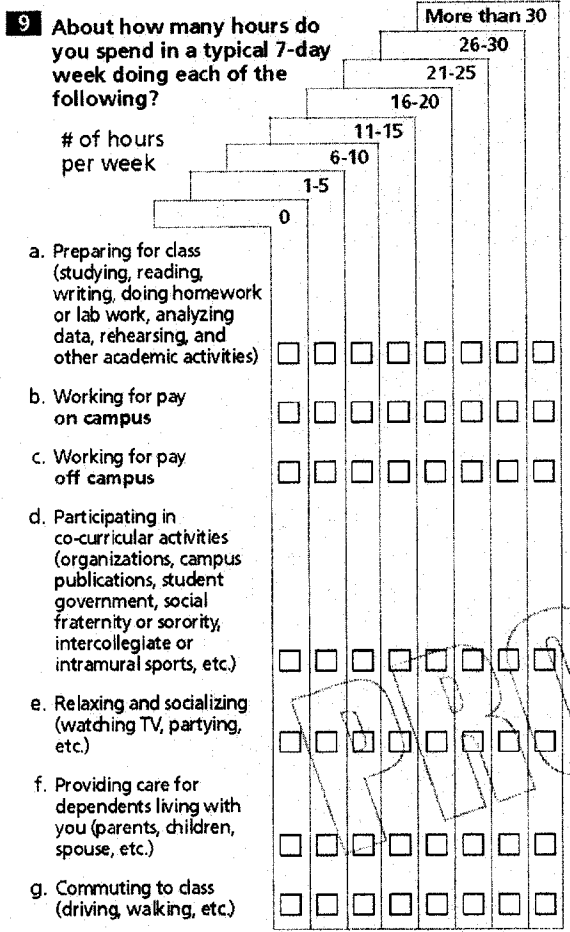 9 About how many hours do
you spend in a typical 7-day
week doing each of the
following?
# of hours
per week
More than 30
26-30
21-25
16-20
11-15
6-10
1-5
0
a. Preparing for class
(studying, reading,
writing, doing homework
or lab work, analyzing
data, rehearsing, and
other academic activities)
b. Working for pay
on campus
c. Working for pay
off campus
d. Participating in
co-curricular activities
(organizations, campus
publications, student
government, social
fraternity or sorority,
intercollegiate or
intramural sports, etc.)
e. Relaxing and socializing
(watching TV, partying,
etc.)
f. Providing care for
dependents living with
you (parents, children,
spouse, etc.)
g. Commuting to class
(driving, walking, etc.)